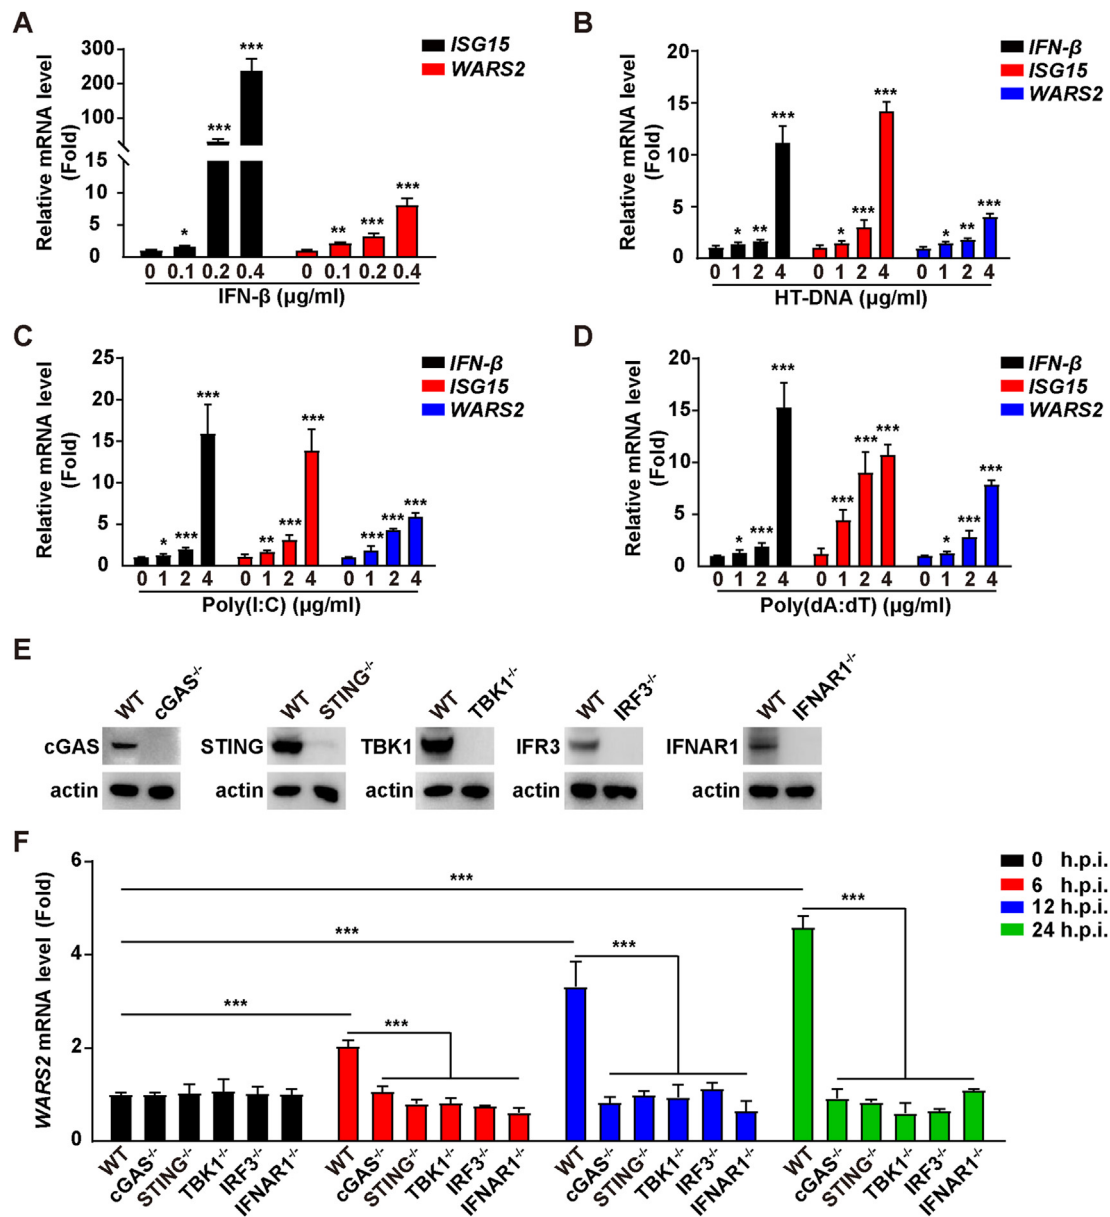 A
Relative mRNA level
(Fold)
300
200
100
15
10
5
0
*
***
***
**
***
***
ISG15
WARS2
0 0.1 0.2 0.4 0 0.1 0.2 0.4
IFN-β (μg/ml)
B
Relative mRNA level
(Fold)
20
15
10
5
0
* ** *** * *** *** * ** ***
IFN-β
ISG15
WARS2
0 1 2 4 0 1 2 4 0 1 2 4
HT-DNA (μg/ml)
C
Relative mRNA level
(Fold)
25
20
15
10
5
0
* *** *** ** *** *** *** *** ***
IFN-β
ISG15
WARS2
0 1 2 4 0 1 2 4 0 1 2 4
Poly(I:C) (μg/ml)
D
Relative mRNA level
(Fold)
20
15
10
5
0
* *** *** *** *** *** * *** ***
IFN-β
ISG15
WARS2
0 1 2 4 0 1 2 4 0 1 2 4
Poly(dA:dT) (μg/ml)
E
WT cGAS-/-
cGAS
actin
WT STING-/-
STING
actin
WT TBK1-/-
TBK1
actin
WT IRF3-/-
IFR3
actin
WT IFNAR1-/-
IFNAR1
actin
F
WARS2 mRNA level (Fold)
6
4
2
0
***
***
***
***
***
***
0 h.p.i.
6 h.p.i.
12 h.p.i.
24 h.p.i.
WT cGAS-/- STING-/- TBK1-/- IRF3-/- IFNAR1-/-
WT cGAS-/- STING-/- TBK1-/- IRF3-/- IFNAR1-/-
WT cGAS-/- STING-/- TBK1-/- IRF3-/- IFNAR1-/-
WT cGAS-/- STING-/- TBK1-/- IRF3-/- IFNAR1-/-